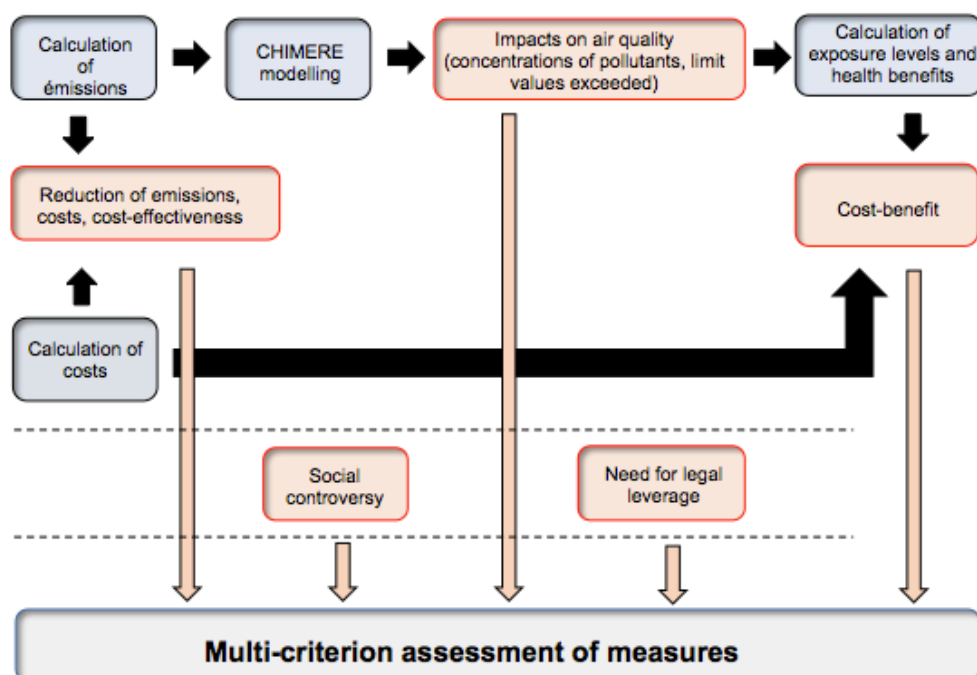 Calculation
of
émissions
CHIMERE
modelling
Impacts on air quality
(concentrations of pollutants, limit
values exceeded)
Calculation of
exposure levels and
health benefits
Reduction of emissions,
costs, cost-effectiveness
Cost-benefit
Calculation of
costs
Social
controversy
Need for legal
leverage
Multi-criterion assessment of measures